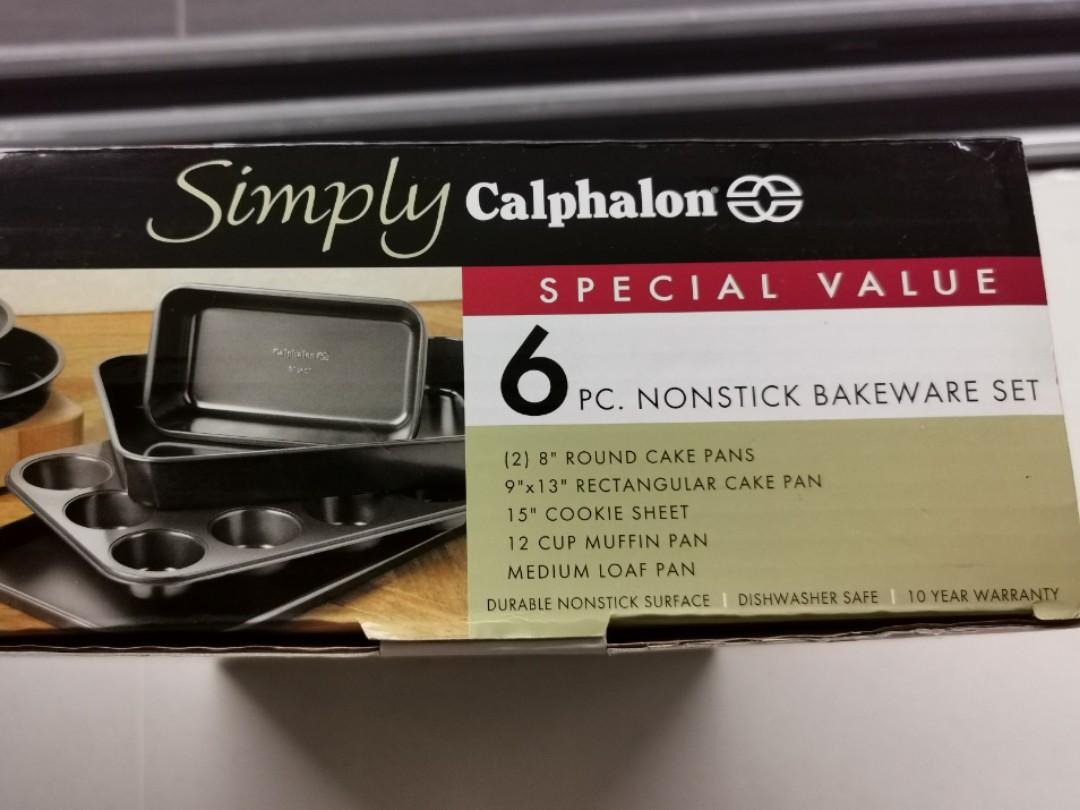 Simply Calphalon
SPECIAL VALUE
6 PC. NONSTICK BAKEWARE SET
(2) 8" ROUND CAKE PANS
9"x13" RECTANGULAR CAKE PAN
15" COOKIE SHEET
12 CUP MUFFIN PAN
MEDIUM LOAF PAN
DURABLE NONSTICK SURFACE | DISHWASHER SAFE | 10 YEAR WARRANTY
Calphalon